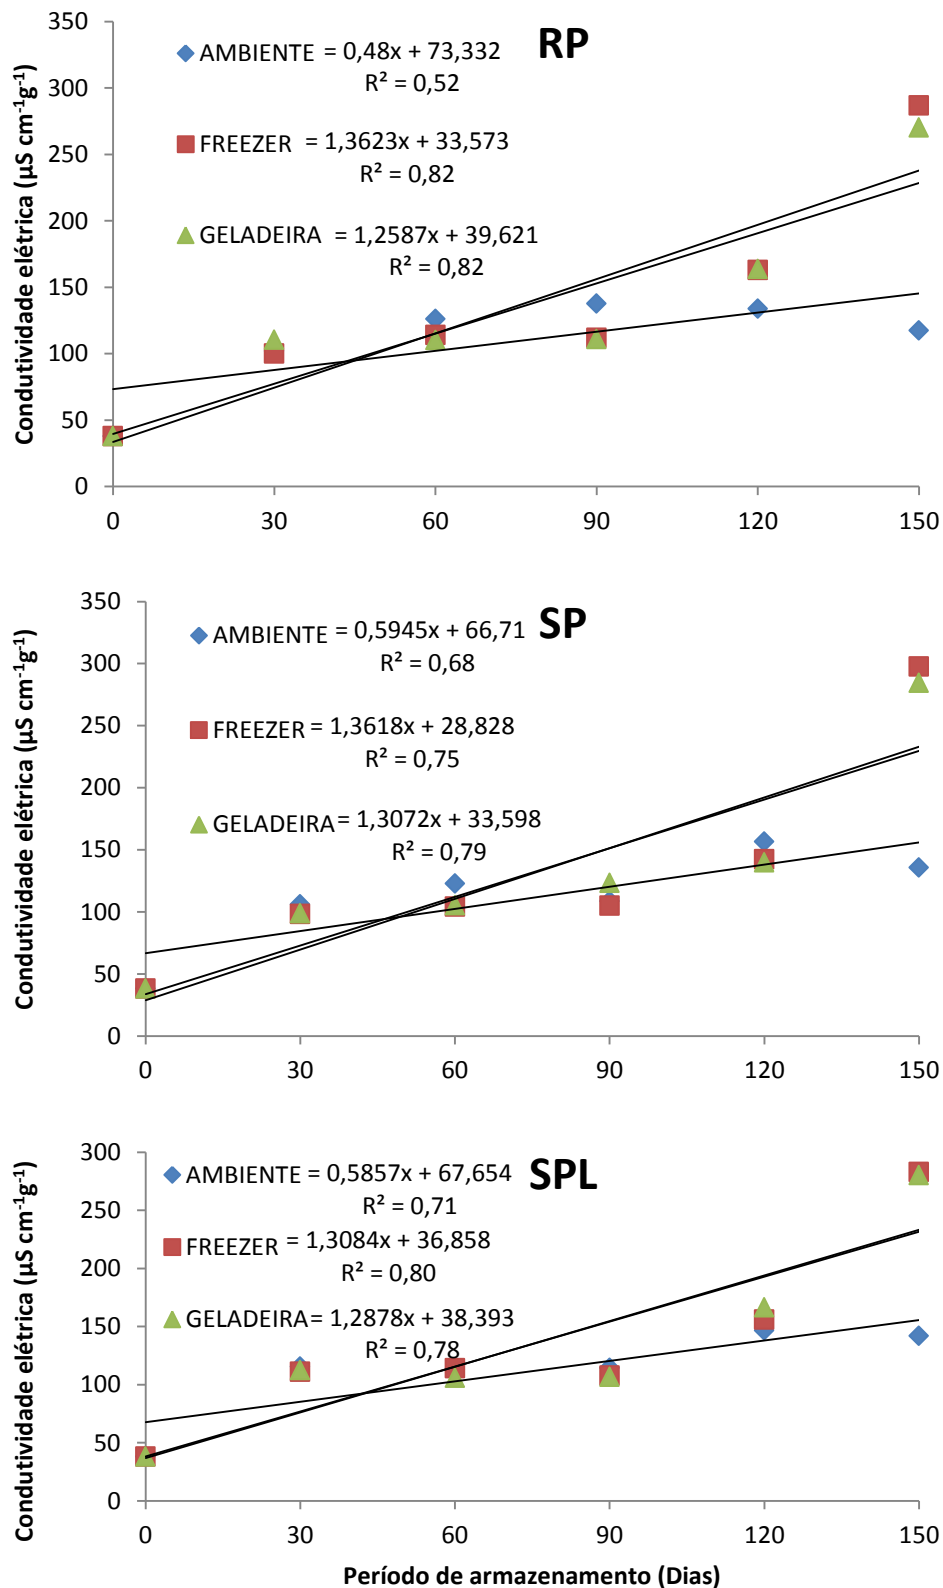 RP
Condutividade elétrica (µS cm⁻¹g⁻¹)
350
300
250
200
150
100
50
0
AMBIENTE = 0,48x + 73,332
R² = 0,52
FREEZER = 1,3623x + 33,573
R² = 0,82
GELADEIRA = 1,2587x + 39,621
R² = 0,82
0 30 60 90 120 150
SP
Condutividade elétrica (µS cm⁻¹g⁻¹)
350
300
250
200
150
100
50
0
AMBIENTE = 0,5945x + 66,71
R² = 0,68
FREEZER = 1,3618x + 28,828
R² = 0,75
GELADEIRA = 1,3072x + 33,598
R² = 0,79
0 30 60 90 120 150
SPL
Condutividade elétrica (µS cm⁻¹g⁻¹)
300
250
200
150
100
50
0
AMBIENTE = 0,5857x + 67,654
R² = 0,71
FREEZER = 1,3084x + 36,858
R² = 0,80
GELADEIRA = 1,2878x + 38,393
R² = 0,78
0 30 60 90 120 150
Período de armazenamento (Dias)